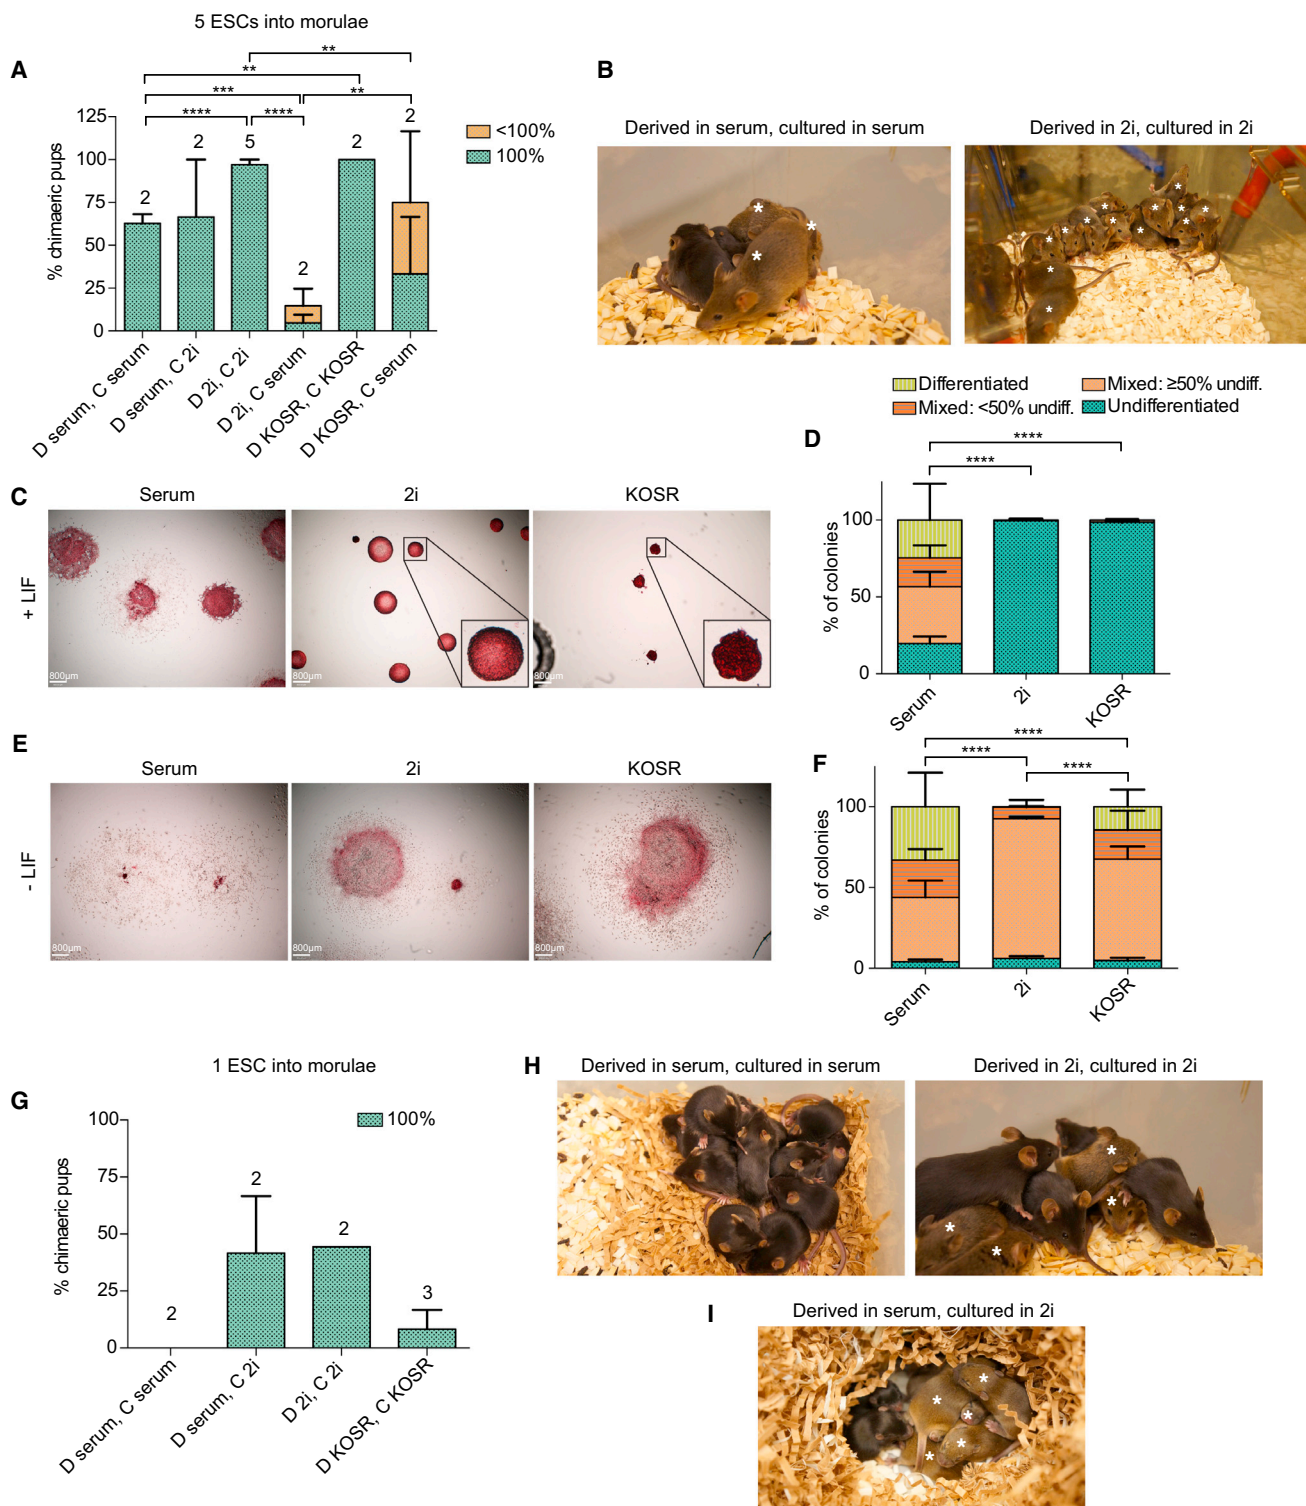 5 ESCs into morulae
A
**
**
***
**
****
****
% chimaeric pups
125
100
75
50
25
0
2
2
5
2
2
2
<100%
100%
D serum, C serum
D serum, C 2i
D 2i, C 2i
D 2i, C serum
D KOSR, C KOSR
D KOSR, C serum
B
Derived in serum, cultured in serum
Derived in 2i, cultured in 2i
Differentiated
Mixed: ≥50% undiff.
Mixed: <50% undiff.
Undifferentiated
C
Serum
2i
KOSR
+ LIF
800µm
800µm
800µm
D
****
****
% of colonies
100
50
0
Serum
2i
KOSR
E
Serum
2i
KOSR
- LIF
800µm
800µm
800µm
F
****
****
****
% of colonies
100
50
0
Serum
2i
KOSR
1 ESC into morulae
G
% chimaeric pups
100
75
50
25
0
2
2
2
3
100%
D serum, C serum
D serum, C 2i
D 2i, C 2i
D KOSR, C KOSR
H
Derived in serum, cultured in serum
Derived in 2i, cultured in 2i
I
Derived in serum, cultured in 2i